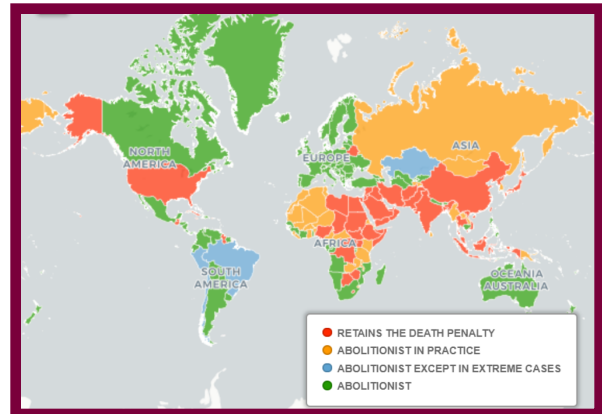 NORTH
AMERICA
EUROPE
ASIA
AFRICA
SOUTH
AMERICA
OCEANIA
AUSTRALIA
RETAINS THE DEATH PENALTY
ABOLITIONIST IN PRACTICE
ABOLITIONIST EXCEPT IN EXTREME CASES
ABOLITIONIST